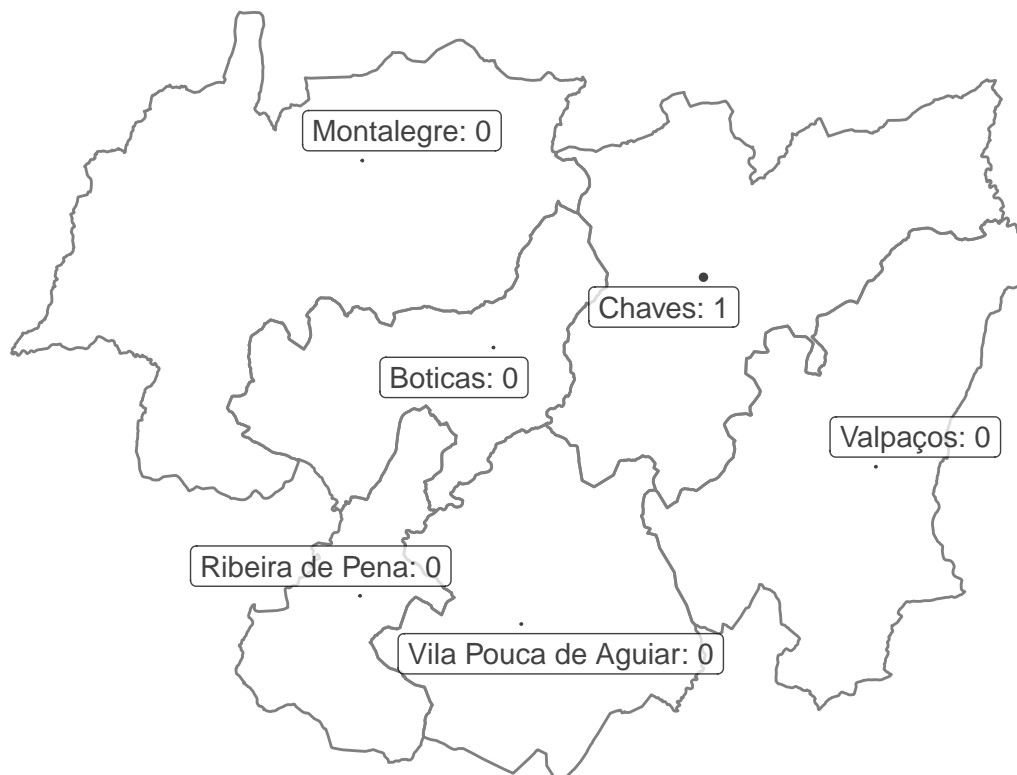 Montalegre: 0
Chaves: 1
Boticas: 0
Valpaços: 0
Ribeira de Pena: 0
Vila Pouca de Aguiar: 0